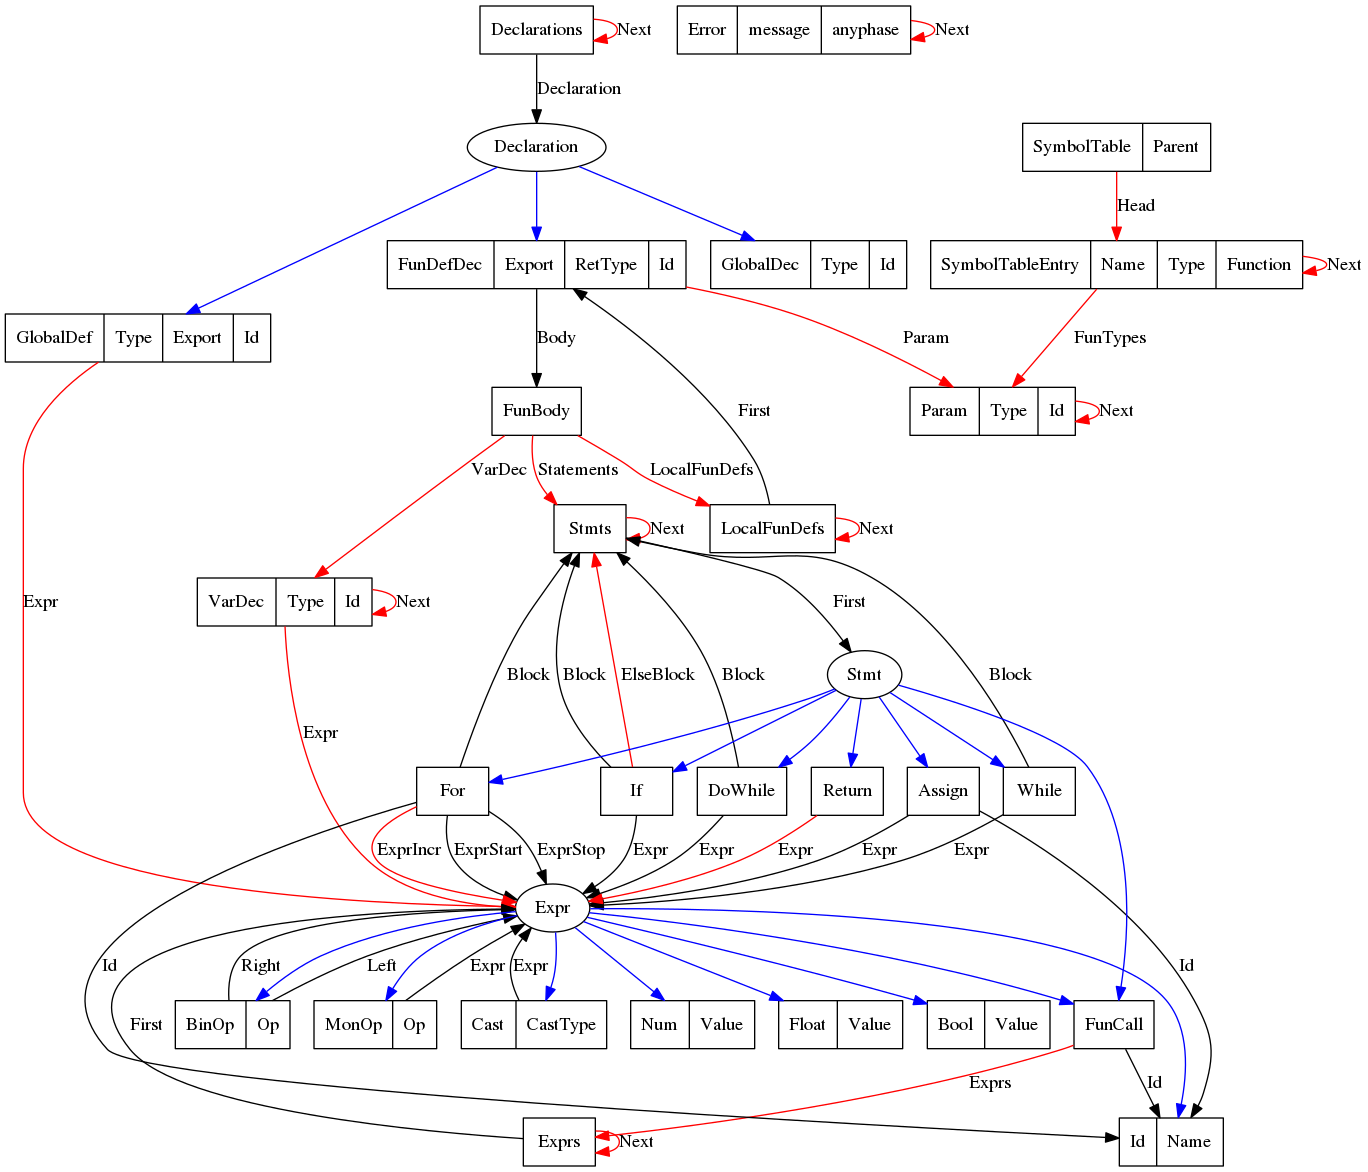 Declarations Next Error message anyphase Next
Declaration
Declaration SymbolTable Parent
Head
FunDefDec Export RetType Id GlobalDec Type Id SymbolTableEntry Name Type Function Next
GlobalDef Type Export Id Body Param FunTypes
FunBody First Param Type Id Next
VarDec Statements LocalFunDefs
Stmts Next LocalFunDefs Next
Expr VarDec Type Id Next First
Block Block ElseBlock Block Stmt Block
Expr
For If DoWhile Return Assign While
ExprIncr ExprStart ExprStop Expr Expr Expr Expr Expr
Expr
Id Right Left Expr Expr Id
First BinOp Op MonOp Op Cast CastType Num Value Float Value Bool Value FunCall
Exprs Id
Exprs Next Id Name